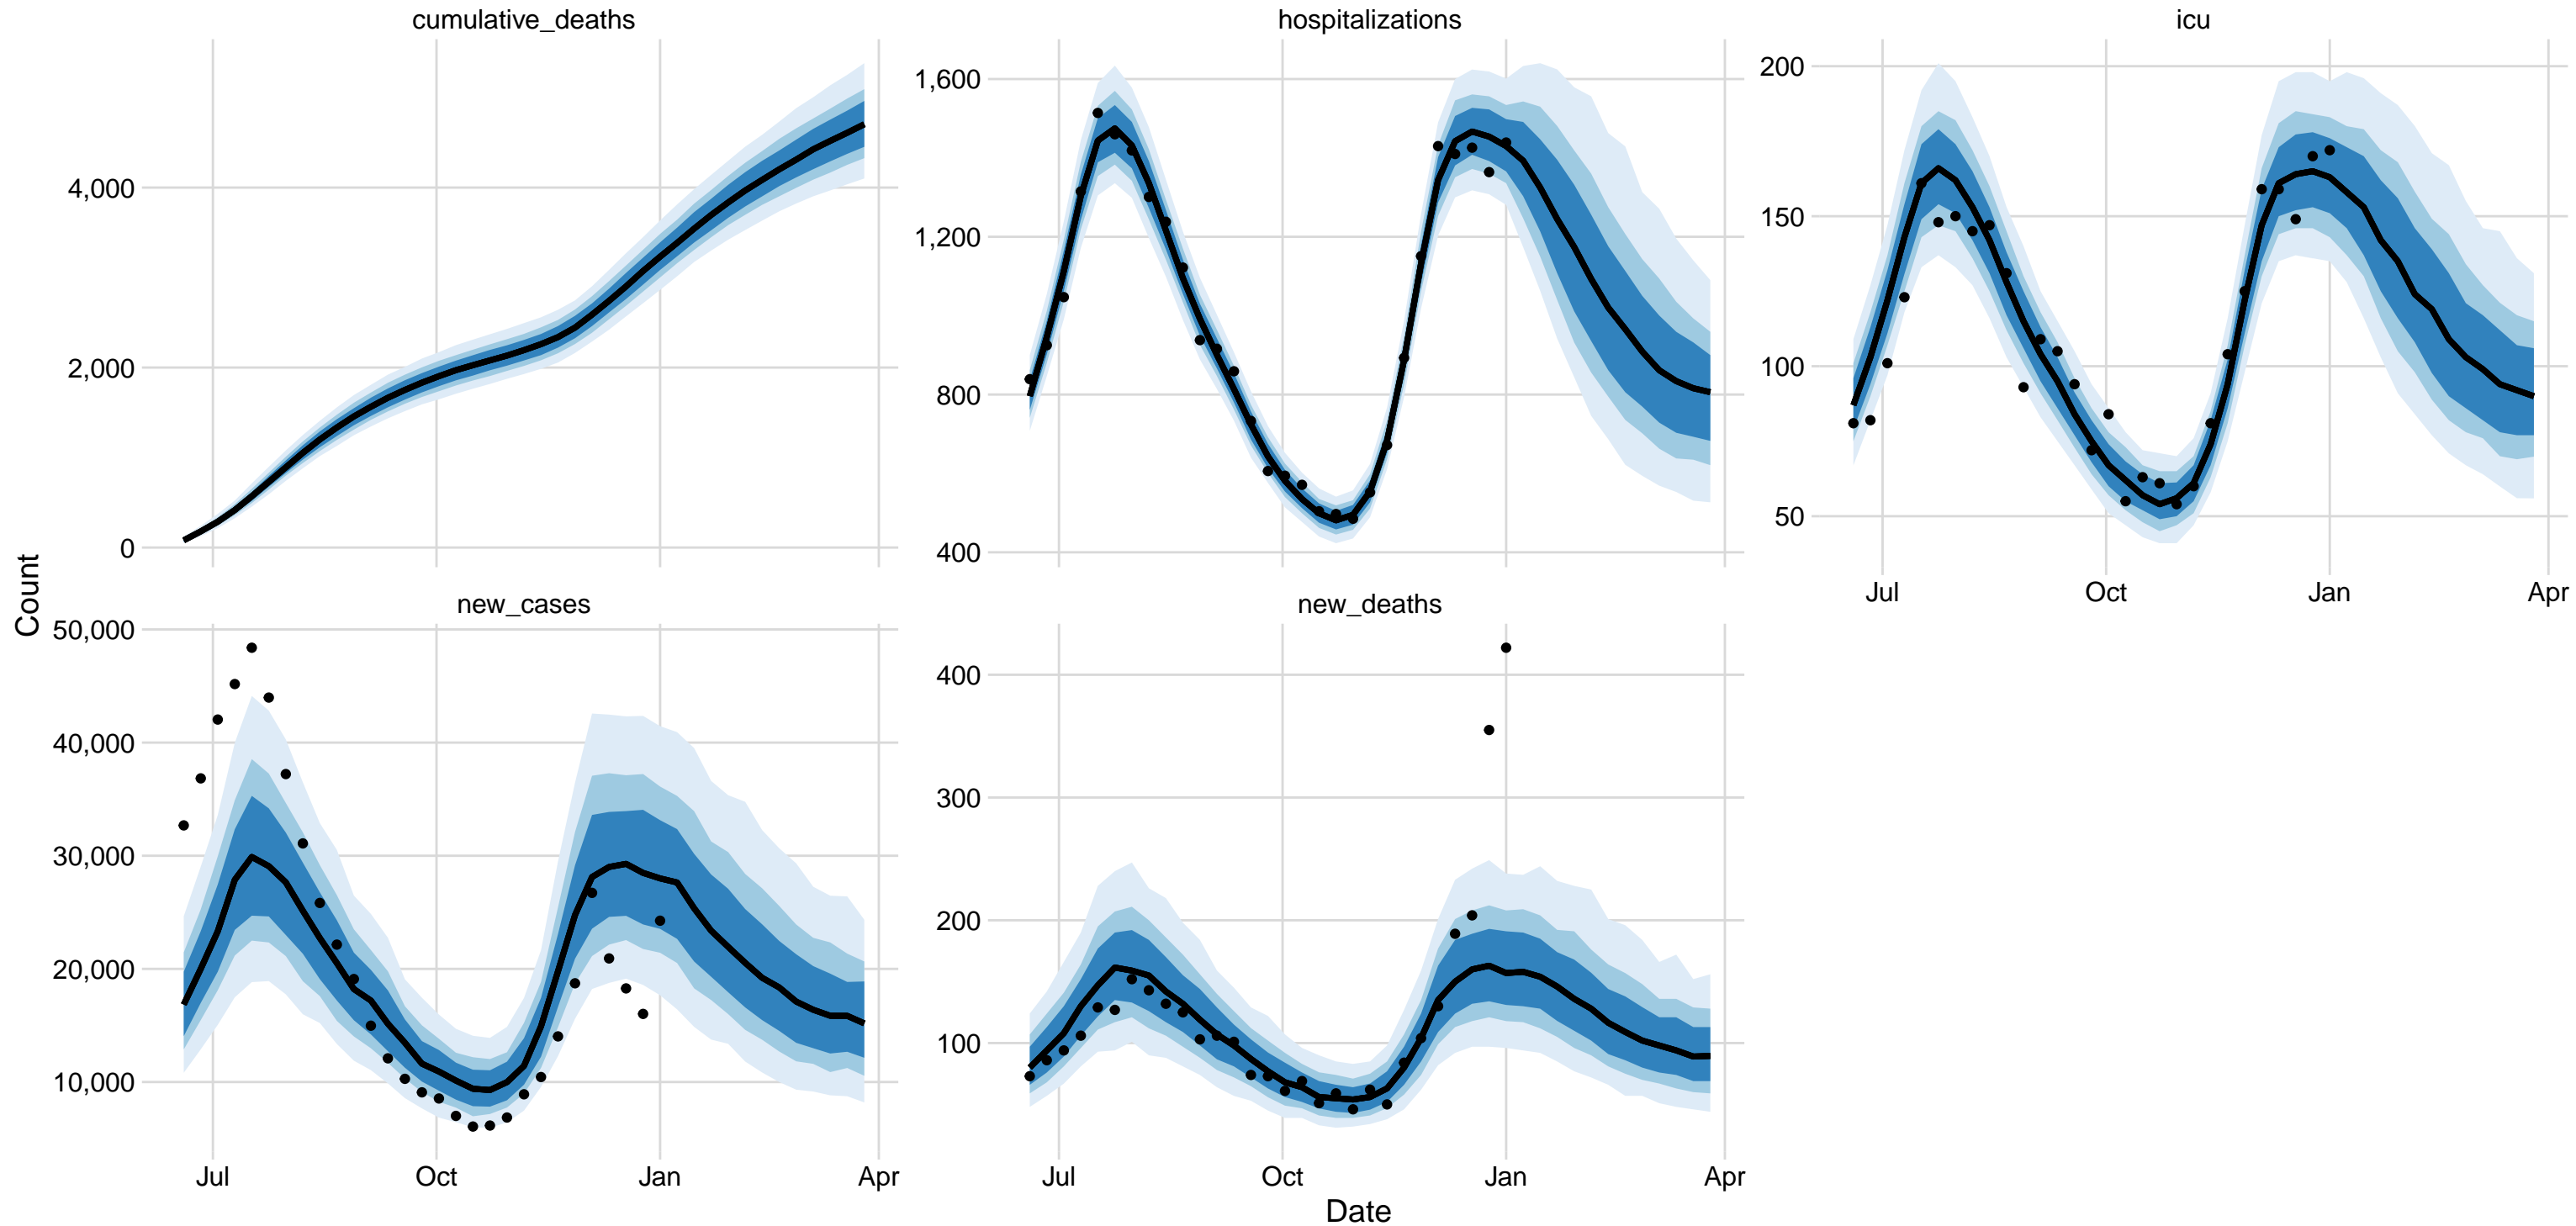 cumulative_deaths
hospitalizations
icu
4,000
2,000
0
1,600
1,200
800
400
200
150
100
50
Jul Oct Jan Apr
Count
new_cases
new_deaths
50,000
40,000
30,000
20,000
10,000
400
300
200
100
Jul Oct Jan Apr
Jul Oct Jan Apr
Date